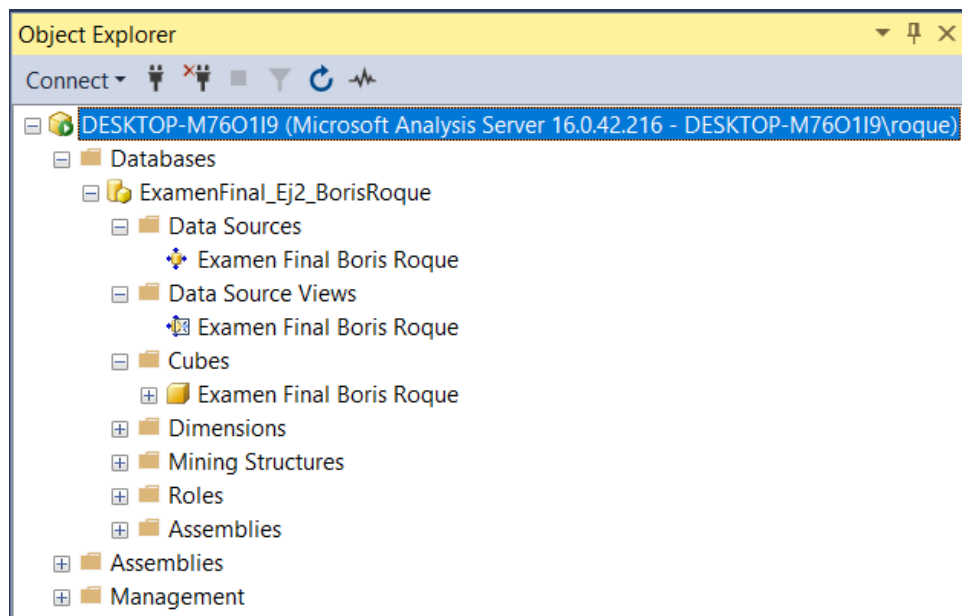 Object Explorer
Connect
DESKTOP-M76O1I9 (Microsoft Analysis Server 16.0.42.216 - DESKTOP-M76O1I9\roque)
Databases
ExamenFinal_Ej2_BorisRoque
Data Sources
Examen Final Boris Roque
Data Source Views
Examen Final Boris Roque
Cubes
Examen Final Boris Roque
Dimensions
Mining Structures
Roles
Assemblies
Assemblies
Management